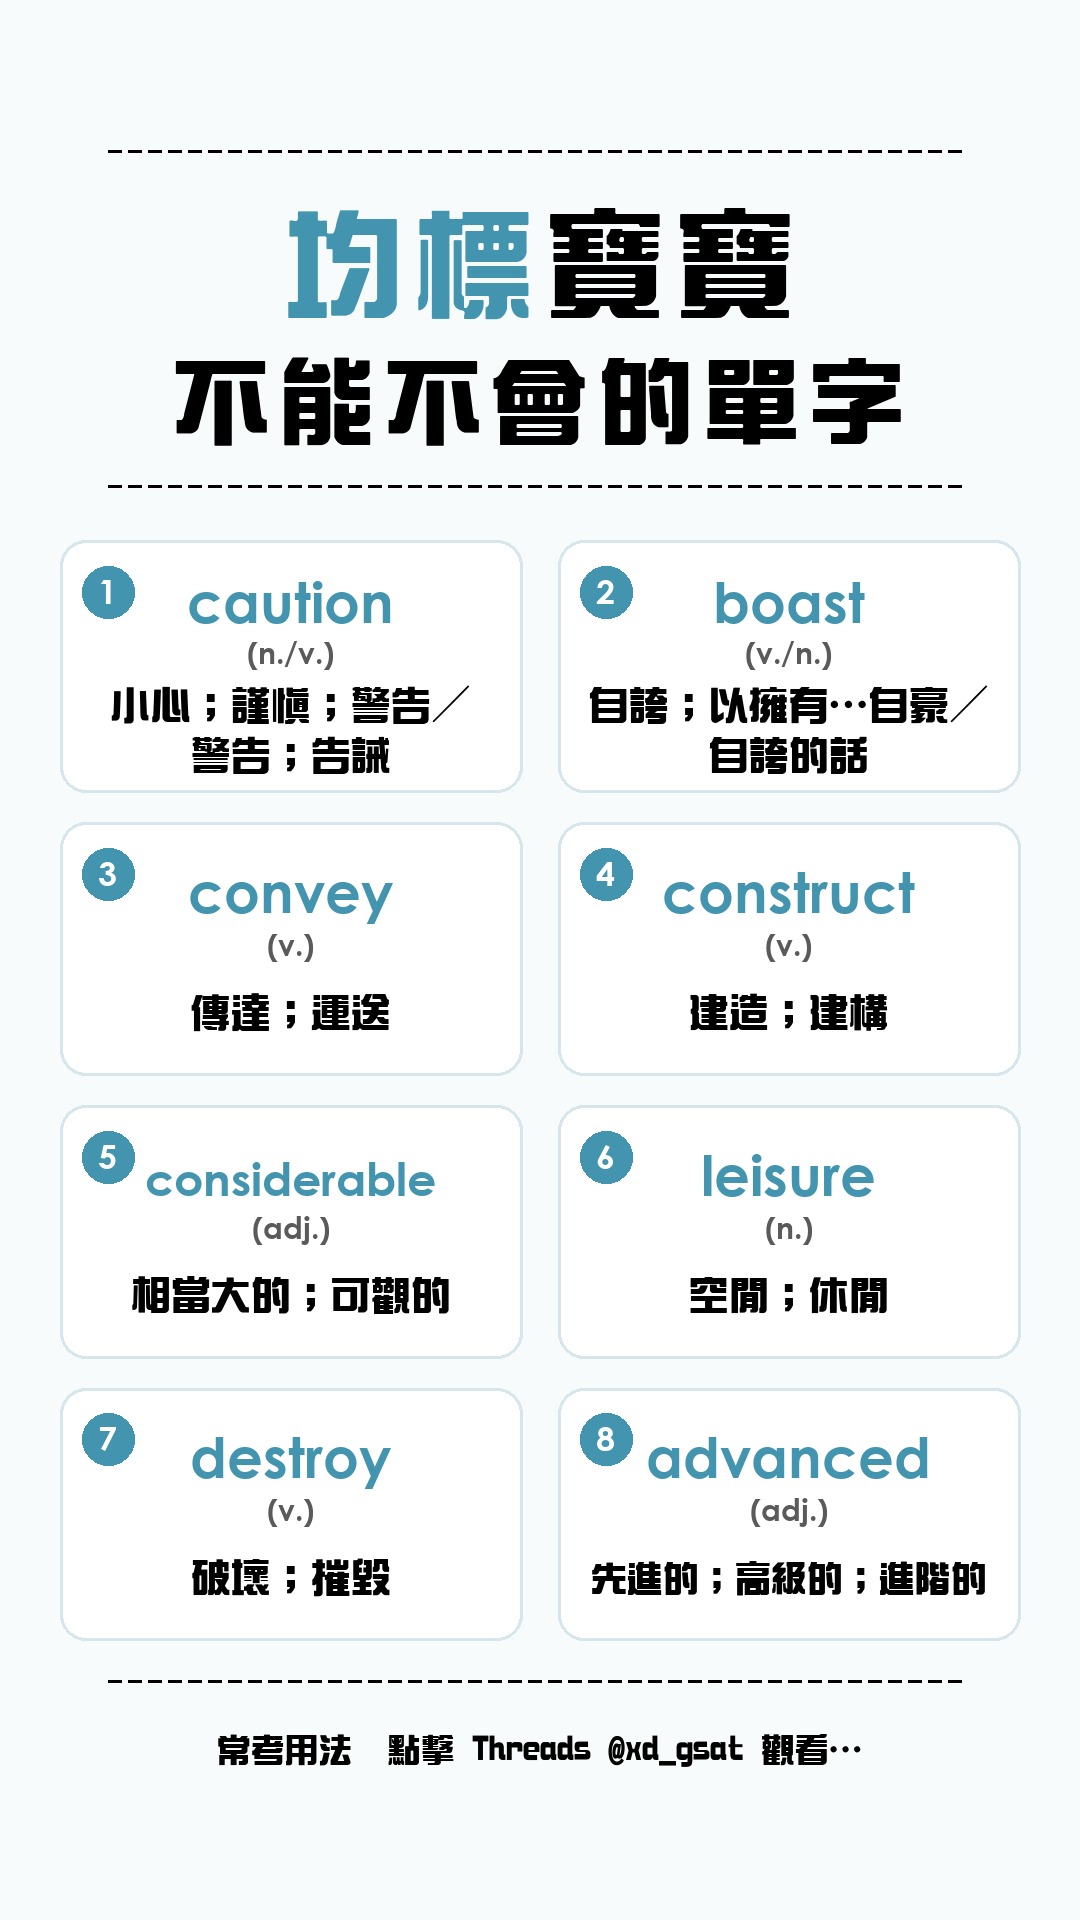 均標寶寶
不能不會的單字
1
caution
(n./v.)
小心；謹慎；警告／
警告；告誡
2
boast
(v./n.)
自誇；以擁有…自豪／
自誇的話
3
convey
(v.)
傳達；運送
4
construct
(v.)
建造；建構
5
considerable
(adj.)
相當大的；可觀的
6
leisure
(n.)
空閒；休閒
7
destroy
(v.)
破壞；摧毀
8
advanced
(adj.)
先進的；高級的；進階的
常考用法　點擊 Threads @xd_gsat 觀看…